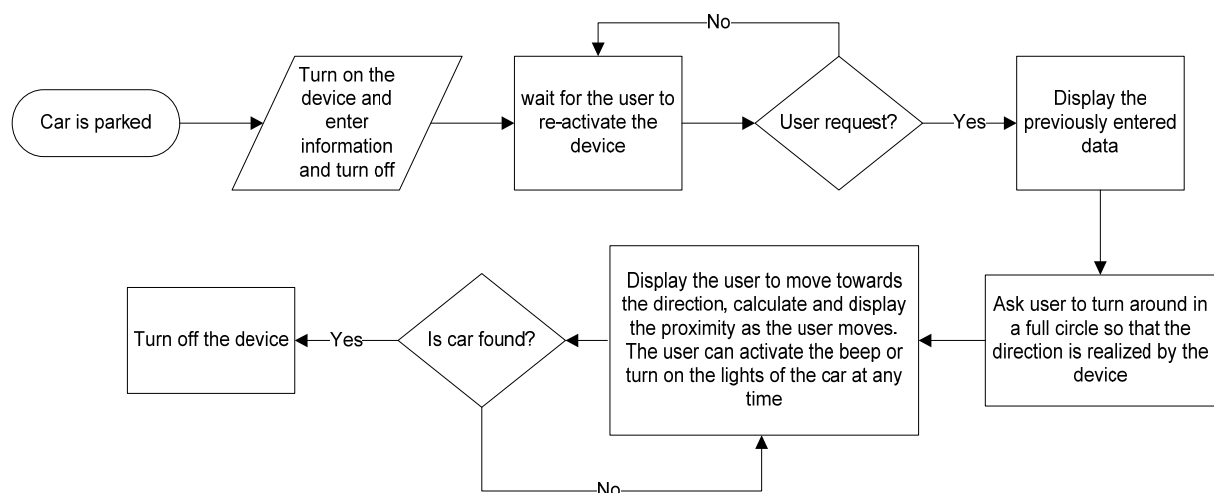 No
Car is parked
Turn on the
device and
enter
information
and turn off
wait for the user to
re-activate the
device
User request?
Yes
Display the
previously entered
data
Ask user to turn around in
a full circle so that the
direction is realized by the
device
Display the user to move towards
the direction, calculate and display
the proximity as the user moves.
The user can activate the beep or
turn on the lights of the car at any
time
Is car found?
Yes
Turn off the device
No